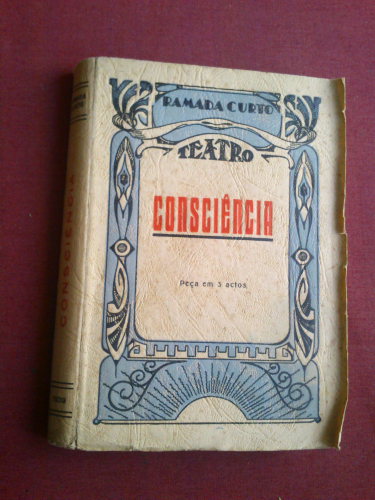 RAMADA CURTO
TEATRO
CONSCIÊNCIA
Peça em 3 actos
CONSCIÊNCIA